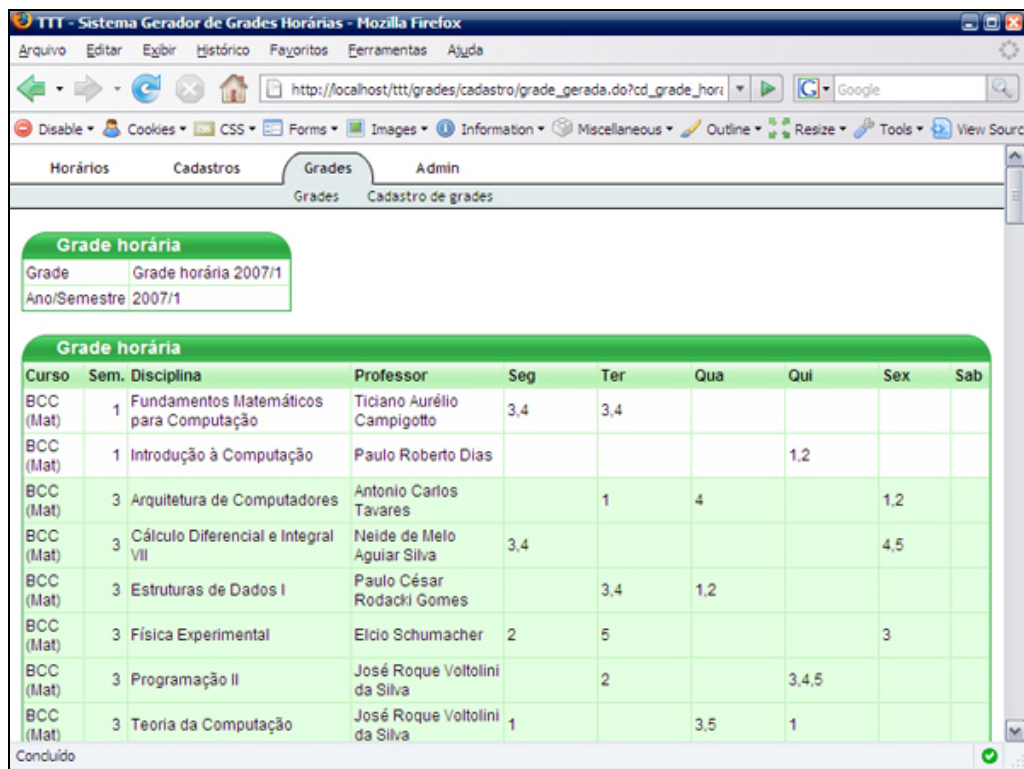 TTT - Sistema Gerador de Grades Horárias - Mozilla Firefox
Arquivo Editar Exibir Histórico Favoritos Ferramentas Ajuda
http://localhost/ttt/grades/cadastro/grade_gerada.do?cd_grade_hora Google
Disable Cookies CSS Forms Images Information Miscellaneous Outline Resize Tools View Sourc
Horários Cadastros Grades Admin
Grades Cadastro de grades
Grade horária
Grade Grade horária 2007/1
Ano/Semestre 2007/1
Grade horária
Curso Sem. Disciplina Professor Seg Ter Qua Qui Sex Sab
BCC (Mat) 1 Fundamentos Matemáticos para Computação Ticiano Aurélio Campigotto 3,4 3,4
BCC (Mat) 1 Introdução à Computação Paulo Roberto Dias 1,2
BCC (Mat) 3 Arquitetura de Computadores Antonio Carlos Tavares 1 4 1,2
BCC (Mat) 3 Cálculo Diferencial e Integral VII Neide de Melo Aguiar Silva 3,4 4,5
BCC (Mat) 3 Estruturas de Dados I Paulo César Rodacki Gomes 3,4 1,2
BCC (Mat) 3 Física Experimental Elcio Schumacher 2 5 3
BCC (Mat) 3 Programação II José Roque Voltolini da Silva 2 3,4,5
BCC (Mat) 3 Teoria da Computação José Roque Voltolini da Silva 1 3,5 1
Concluído